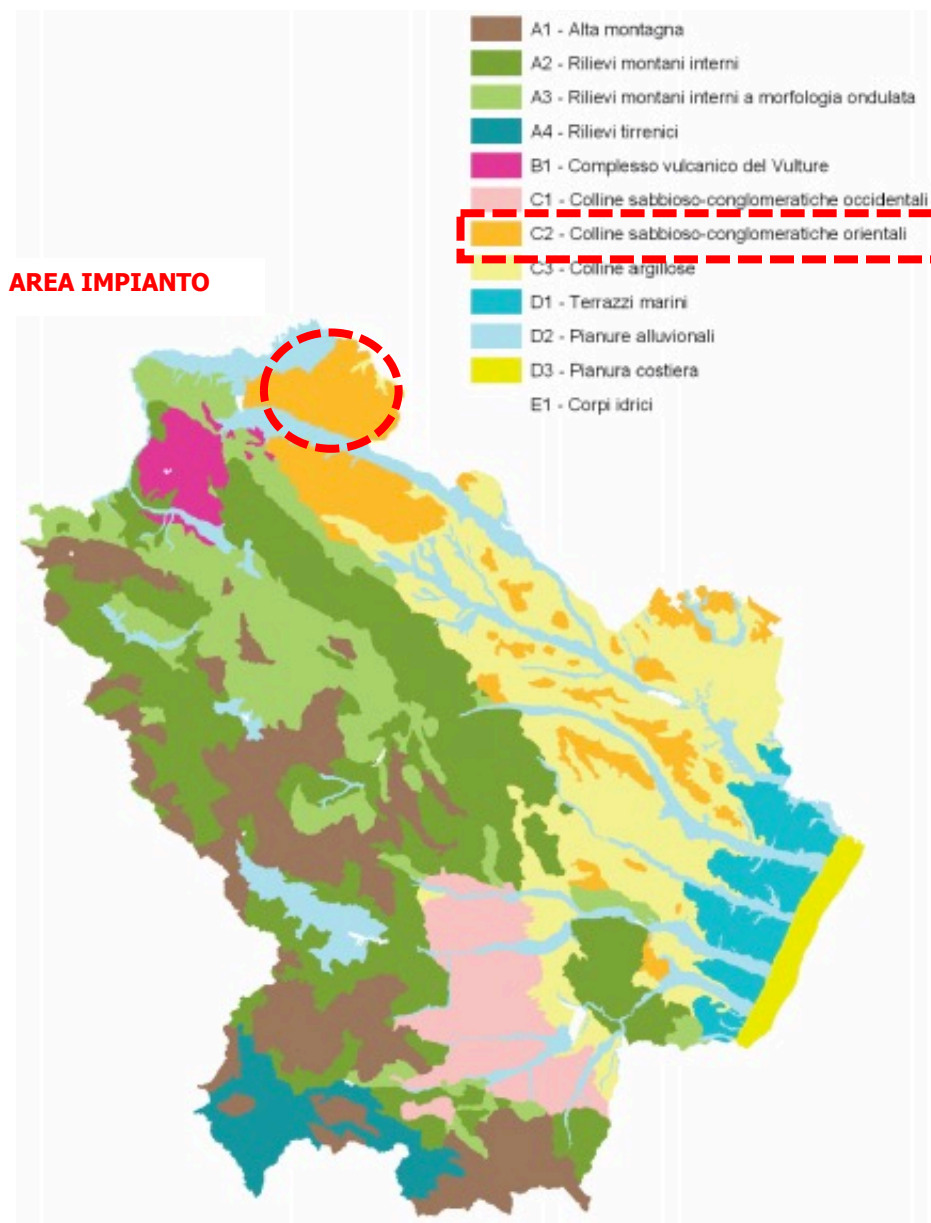 A1 - Alta montagna
A2 - Rilievi montani interni
A3 - Rilievi montani interni a morfologia ondulata
A4 - Rilievi tirrenici
B1 - Complesso vulcanico del Vulture
C1 - Colline sabbioso-conglomeratiche occidentali
C2 - Colline sabbioso-conglomeratiche orientali
C3 - Colline argillose
D1 - Terrazzi marini
D2 - Pianure alluvionali
D3 - Pianura costiera
E1 - Corpi idrici
AREA IMPIANTO